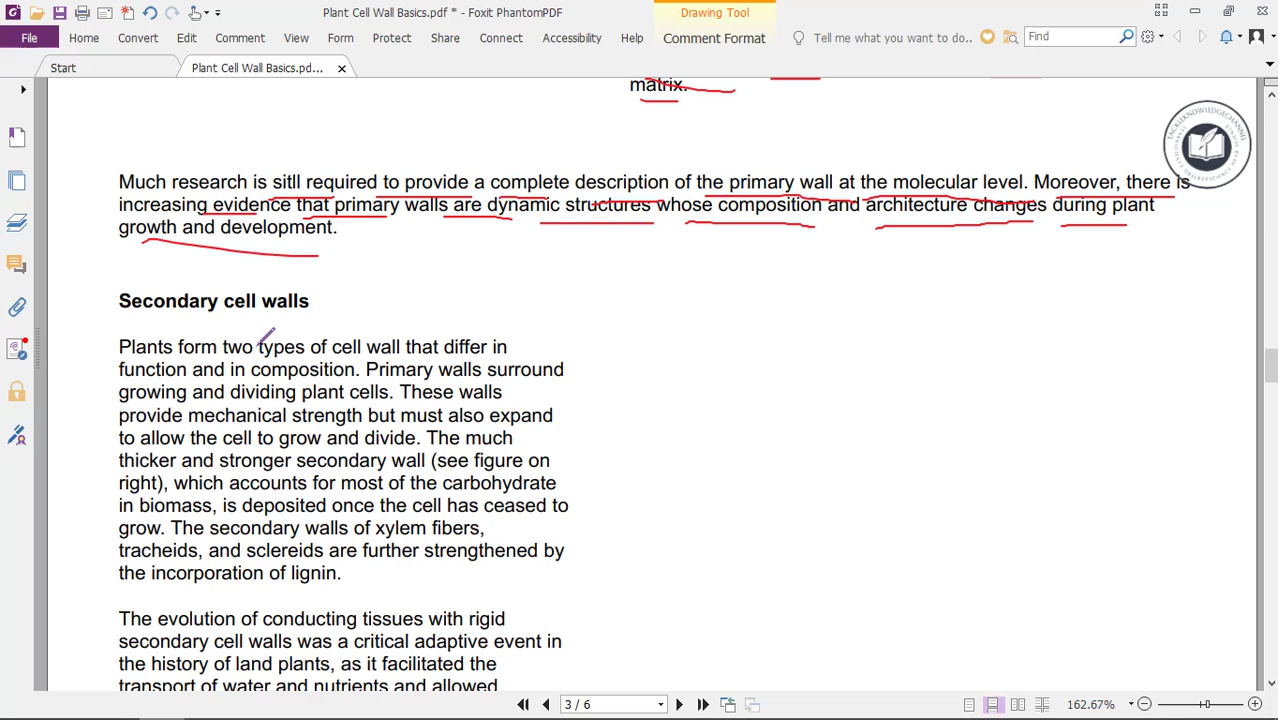 Plant Cell Wall Basics.pdf * - Foxit PhantomPDF
Drawing Tool
File Home Convert Edit Comment View Form Protect Share Connect Accessibility Help Comment Format Tell me what you want to do.. Find
Start Plant Cell Wall Basics.pd...
matrix.
Much research is sitll required to provide a complete description of the primary wall at the molecular level. Moreover, there is
increasing evidence that primary walls are dynamic structures whose composition and architecture changes during plant
growth and development.
Secondary cell walls
Plants form two types of cell wall that differ in
function and in composition. Primary walls surround
growing and dividing plant cells. These walls
provide mechanical strength but must also expand
to allow the cell to grow and divide. The much
thicker and stronger secondary wall (see figure on
right), which accounts for most of the carbohydrate
in biomass, is deposited once the cell has ceased to
grow. The secondary walls of xylem fibers,
tracheids, and sclereids are further strengthened by
the incorporation of lignin.
The evolution of conducting tissues with rigid
secondary cell walls was a critical adaptive event in
the history of land plants, as it facilitated the
transport of water and nutrients and allowed
3 / 6
162.67%